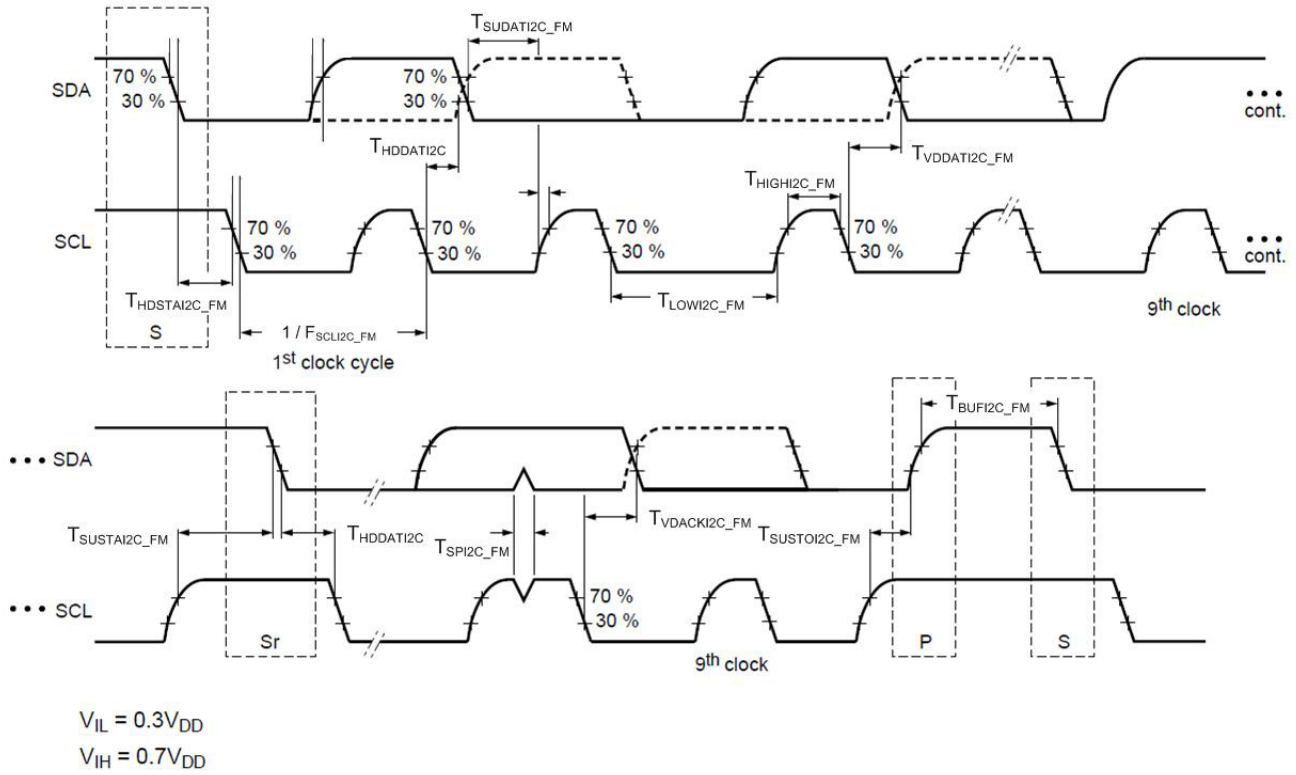 T_SUDATI2C_FM
70 % 70 %
SDA 30 % 30 %
••• cont.
T_HDDATI2C T_VDDATI2C_FM
T_HIGHI2C_FM
70 % 70 % 70 %
SCL 30 % 30 % 30 %
••• cont.
T_HDSTAI2C_FM T_LOWI2C_FM
S 1 / F_SCLI2C_FM 9th clock
1st clock cycle
T_BUFI2C_FM
••• SDA
T_SUSTAI2C_FM T_HDDATI2C T_SPI2C_FM T_VDACKI2C_FM T_SUSTOI2C_FM
••• SCL 70 %
30 %
Sr 9th clock P S
V_IL = 0.3V_DD
V_IH = 0.7V_DD